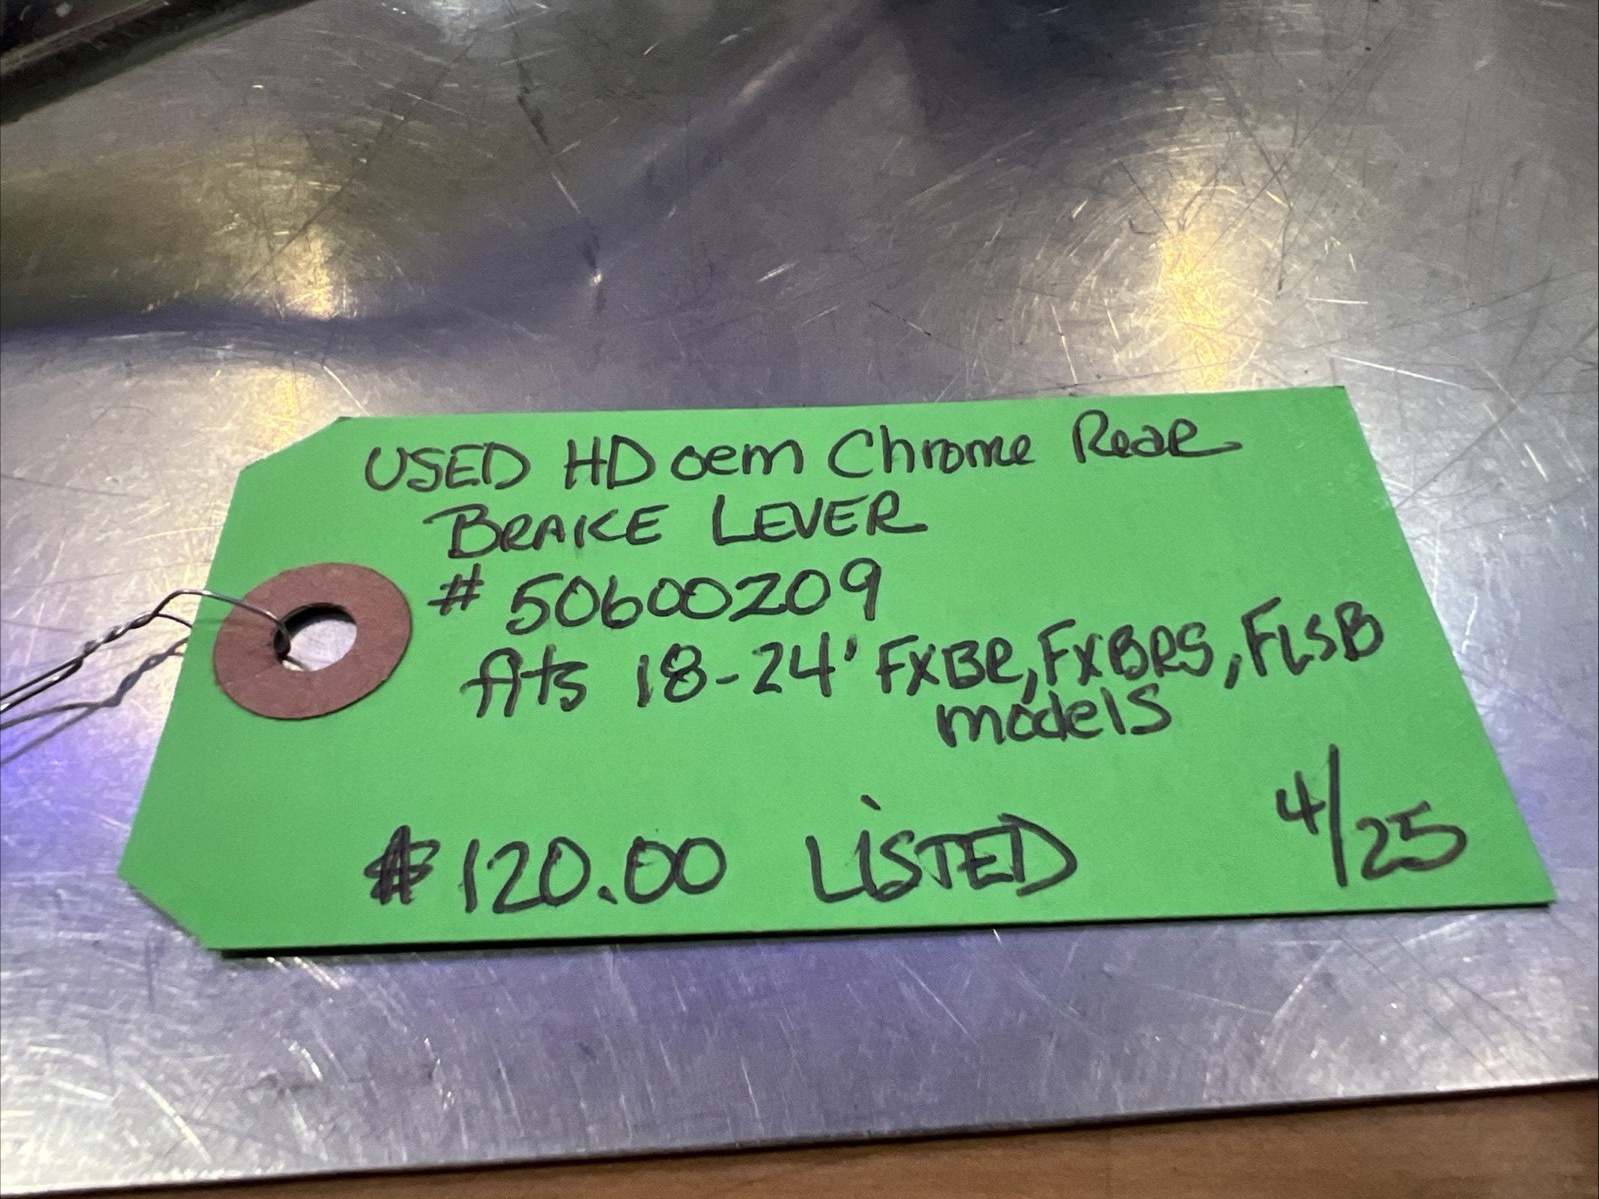 USED HD oem Chrome Rear
BRAKE LEVER
# 50600209
fits 18-24' FXBR, FXBRS, FLSB
models
$120.00 LiSTED
4/25